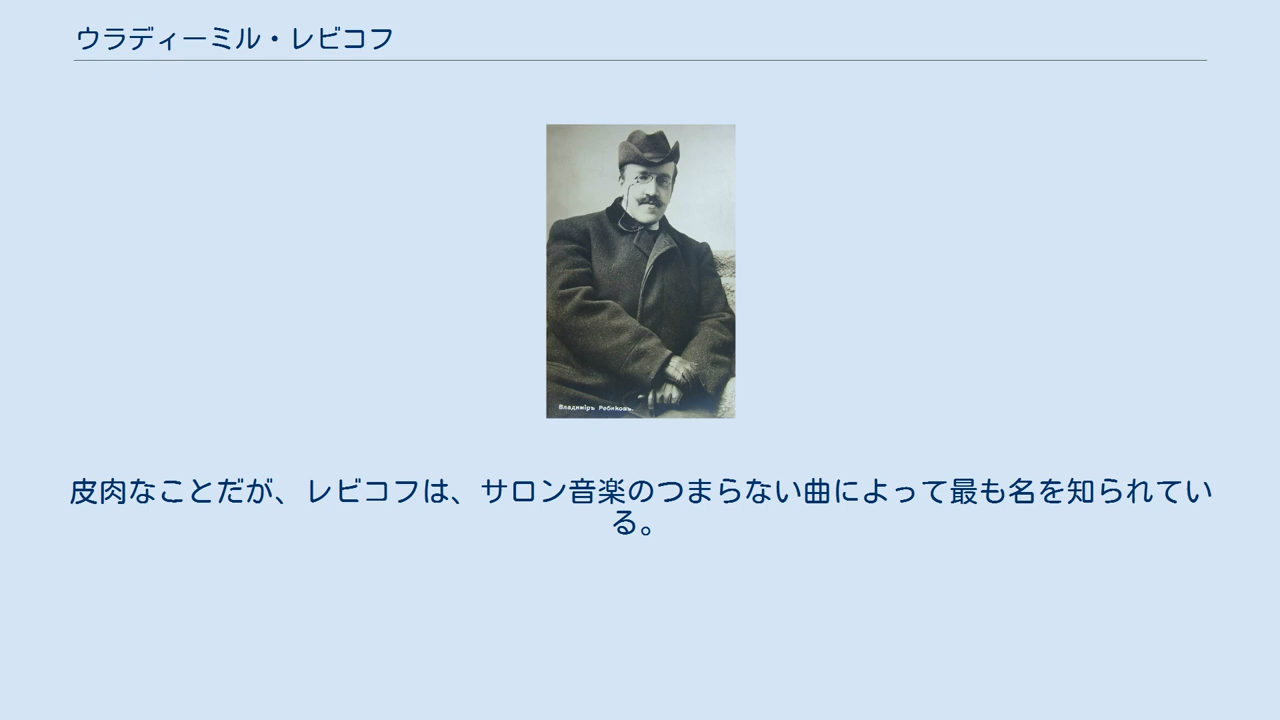 ウラディーミル・レビコフ
Владимiръ Ребиковъ.
皮肉なことだが、レビコフは、サロン音楽のつまらない曲によって最も名を知られてい
る。